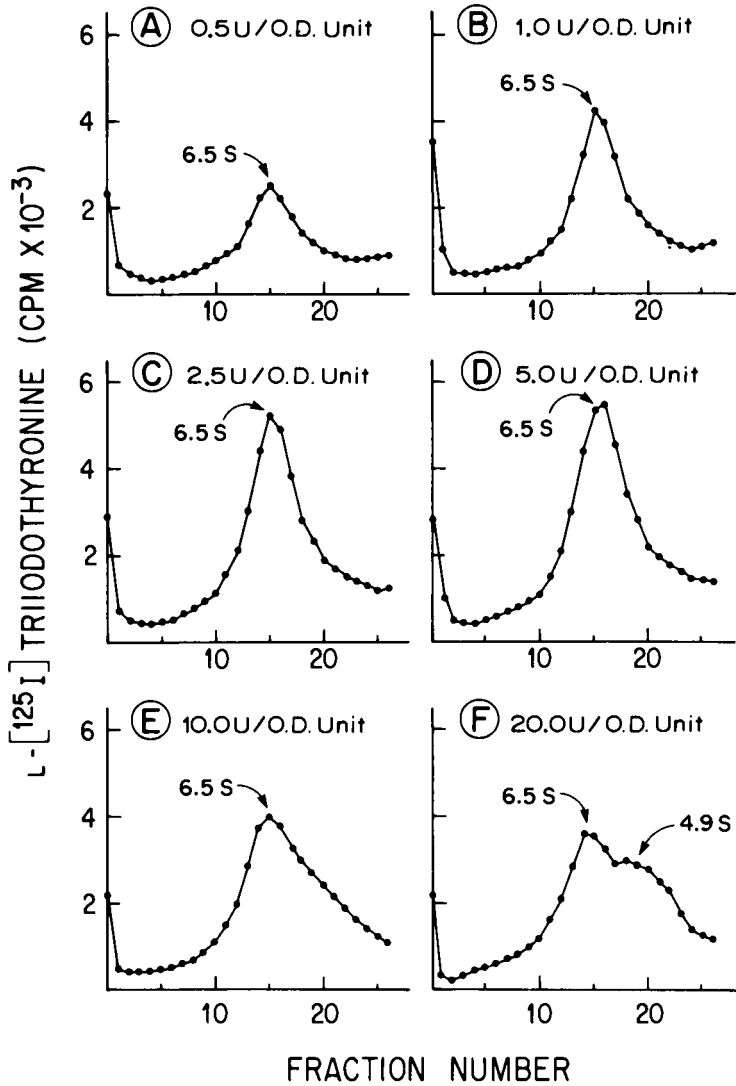 L-[¹²⁵I] TRIIODOTHYRONINE (CPM X10⁻³)
A 0.5 U/O.D. Unit
6.5 S
6
4
2
10
20
B 1.0 U/O.D. Unit
6.5 S
10
20
C 2.5 U/O.D. Unit
6.5 S
6
4
2
10
20
D 5.0 U/O.D. Unit
6.5 S
10
20
E 10.0 U/O.D. Unit
6.5 S
6
4
2
10
20
F 20.0 U/O.D. Unit
6.5 S
4.9 S
10
20
FRACTION NUMBER